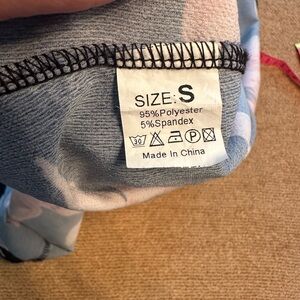 SIZE: S
95%Polyester
5%Spandex
30
P
Made In China